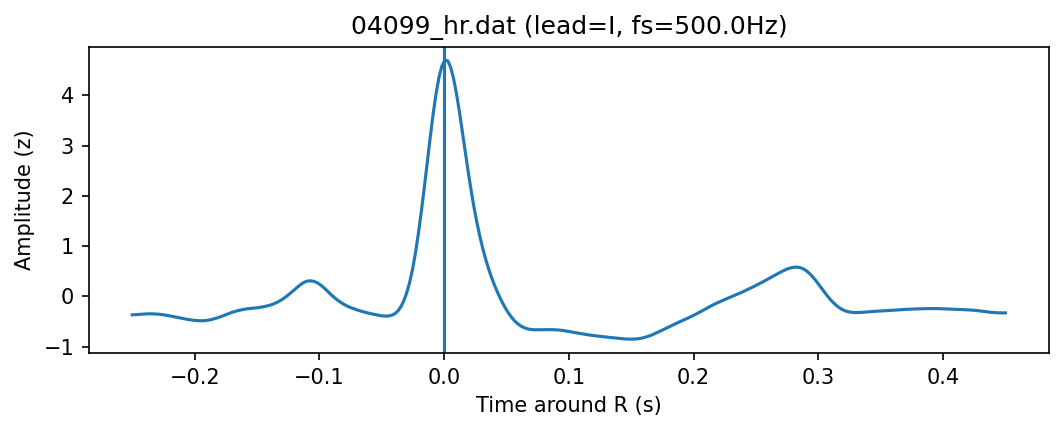 04099_hr.dat (lead=I, fs=500.0Hz)
Amplitude (z)
4
3
2
1
0
−1
−0.2 −0.1 0.0 0.1 0.2 0.3 0.4
Time around R (s)